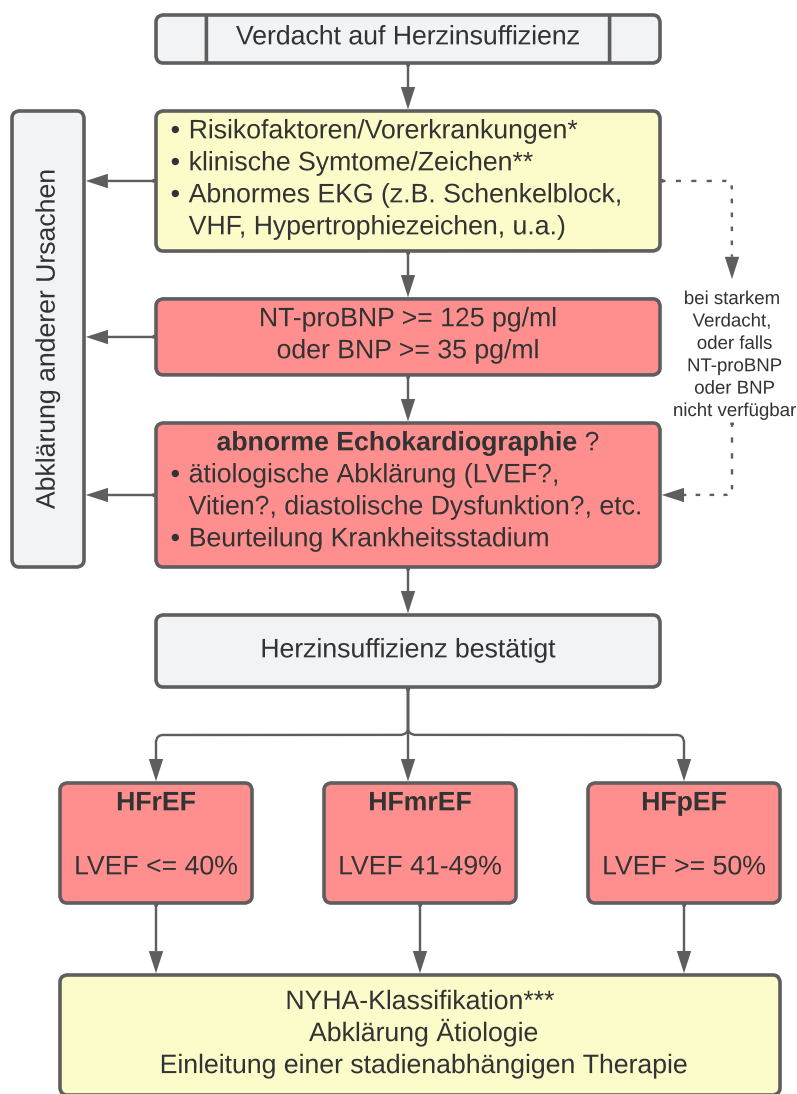 Verdacht auf Herzinsuffizienz
• Risikofaktoren/Vorerkrankungen*
• klinische Symtome/Zeichen**
• Abnormes EKG (z.B. Schenkelblock,
VHF, Hypertrophiezeichen, u.a.)
Abklärung anderer Ursachen
bei starkem
Verdacht,
oder falls
NT-proBNP
oder BNP
nicht verfügbar
NT-proBNP >= 125 pg/ml
oder BNP >= 35 pg/ml
abnorme Echokardiographie ?
• ätiologische Abklärung (LVEF?,
Vitien?, diastolische Dysfunktion?, etc.
• Beurteilung Krankheitsstadium
Herzinsuffizienz bestätigt
HFrEF
LVEF <= 40%
HFmrEF
LVEF 41-49%
HFpEF
LVEF >= 50%
NYHA-Klassifikation***
Abklärung Ätiologie
Einleitung einer stadienabhängigen Therapie